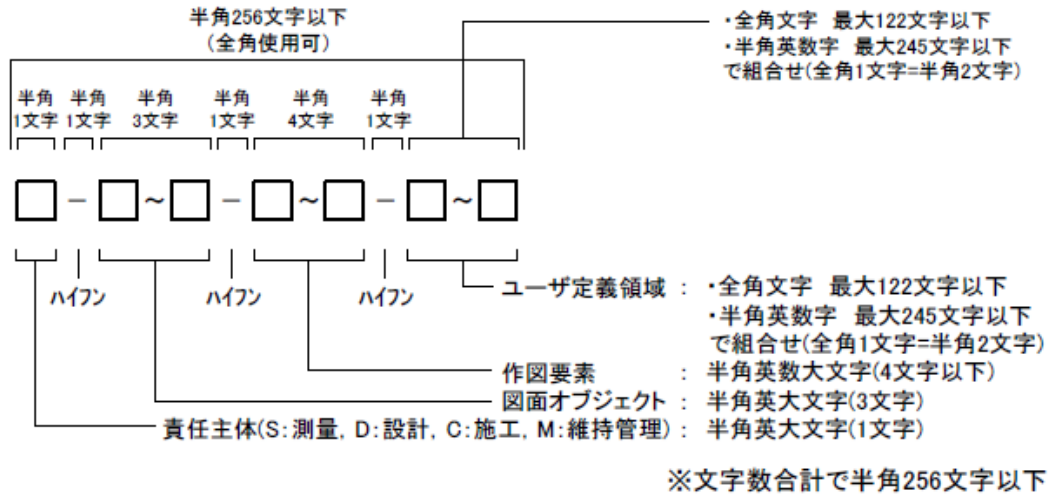 半角256文字以下
(全角使用可)
・全角文字 最大122文字以下
・半角英数字 最大245文字以下
で組合せ(全角1文字=半角2文字)
半角 半角 半角 半角 半角 半角
1文字 1文字 3文字 1文字 4文字 1文字
□ - □~□ - □~□ - □~□
ハイフン ハイフン ハイフン
ユーザ定義領域 : ・全角文字 最大122文字以下
・半角英数字 最大245文字以下
で組合せ(全角1文字=半角2文字)
作図要素 : 半角英数大文字(4文字以下)
図面オブジェクト : 半角英大文字(3文字)
責任主体(S:測量, D:設計, C:施工, M:維持管理) : 半角英大文字(1文字)
※文字数合計で半角256文字以下